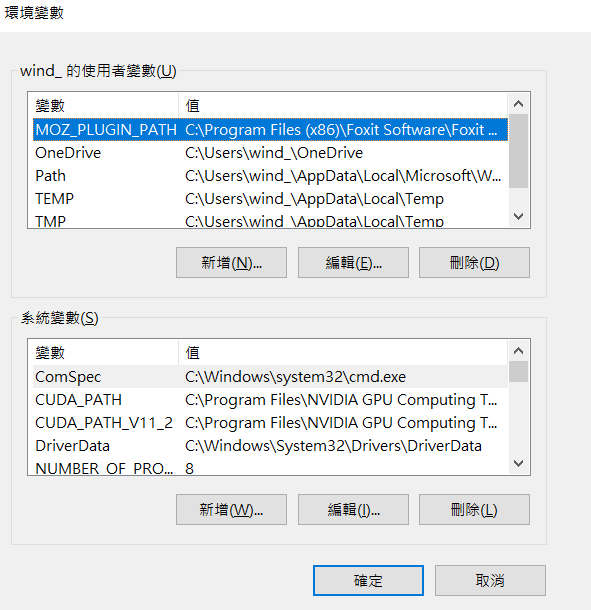 環境變數
wind_ 的使用者變數(U)
變數 值
MOZ_PLUGIN_PATH C:\Program Files (x86)\Foxit Software\Foxit ...
OneDrive C:\Users\wind_\OneDrive
Path C:\Users\wind_\AppData\Local\Microsoft\W...
TEMP C:\Users\wind_\AppData\Local\Temp
TMP C:\Users\wind_\AppData\Local\Temp
新增(N)... 編輯(E)... 刪除(D)
系統變數(S)
變數 值
ComSpec C:\Windows\system32\cmd.exe
CUDA_PATH C:\Program Files\NVIDIA GPU Computing T...
CUDA_PATH_V11_2 C:\Program Files\NVIDIA GPU Computing T...
DriverData C:\Windows\System32\Drivers\DriverData
NUMBER_OF_PRO... 8
新增(W)... 編輯(I)... 刪除(L)
確定 取消